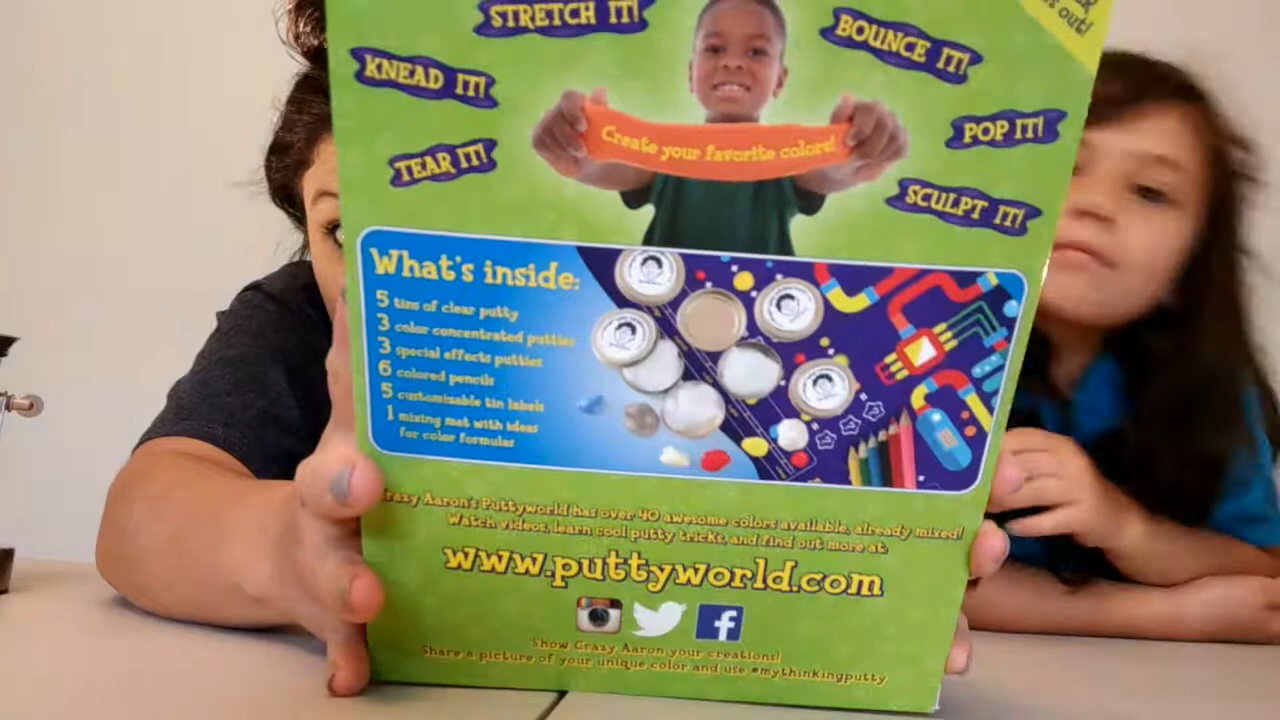 STRETCH IT!
BOUNCE IT!
KNEAD IT!
out!
TEAR IT!
POP IT!
Create your favorite colors!
SCULPT IT!
What's inside:
5 tins of clear putty
3 color concentrated putties
3 special effects putties
6 colored pencils
5 customizable tin labels
1 mixing mat with ideas
for color formulas
Crazy Aaron's Puttyworld has over 40 awesome colors available, already mixed!
Watch videos, learn cool putty tricks, and find out more at:
www.puttyworld.com
Show Crazy Aaron your creations!
Share a picture of your unique color and use #mythinkingputty